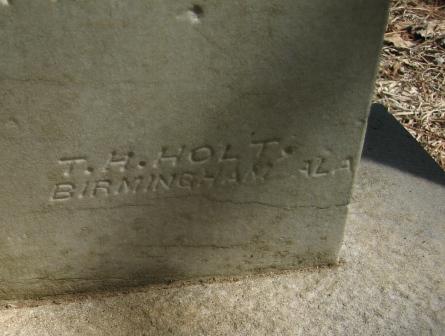 T. H. HOLT.
BIRMINGHAM ALA